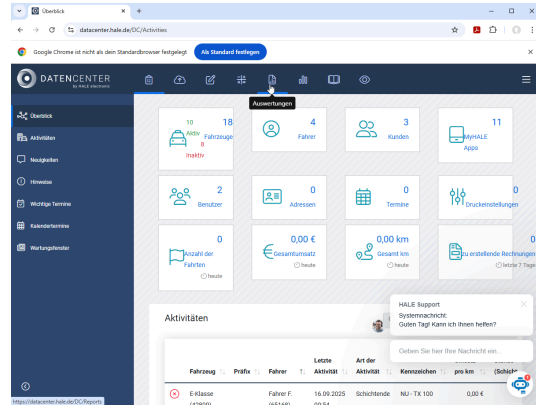 Überblick
datacenter.hale.de/DC/Activities
Google Chrome ist nicht als dein Standardbrowser festgelegt
Als Standard festlegen
DATENCENTER
by HALE electronic
Auswertungen
Überblick
Aktivitäten
Neuigkeiten
Hinweise
Wichtige Termine
Kalendertermine
Wartungsfenster
10 Aktiv
8 Inaktiv
18 Fahrzeuge
4 Fahrer
3 Kunden
11 MyHALE Apps
2 Benutzer
0 Adressen
0 Termine
0 Druckeinstellungen
0 Anzahl der Fahrten
heute
0,00 €
Gesamtumsatz
heute
0,00 km
Gesamt km
heute
0
zu erstellende Rechnungen
letzte 7 Tage
Aktivitäten
HALE Support
Systemnachricht:
Guten Tag! Kann ich Ihnen helfen?
Geben Sie hier Ihre Nachricht ein...
Fahrzeug Präfix Fahrer Letzte Aktivität Art der Aktivität Kennzeichen pro km (Schicht
E-Klasse Fahrer F. 16.09.2025 Schichtende NU - TX 100 0,00 €
https://datacenter.hale.de/DC/Reports